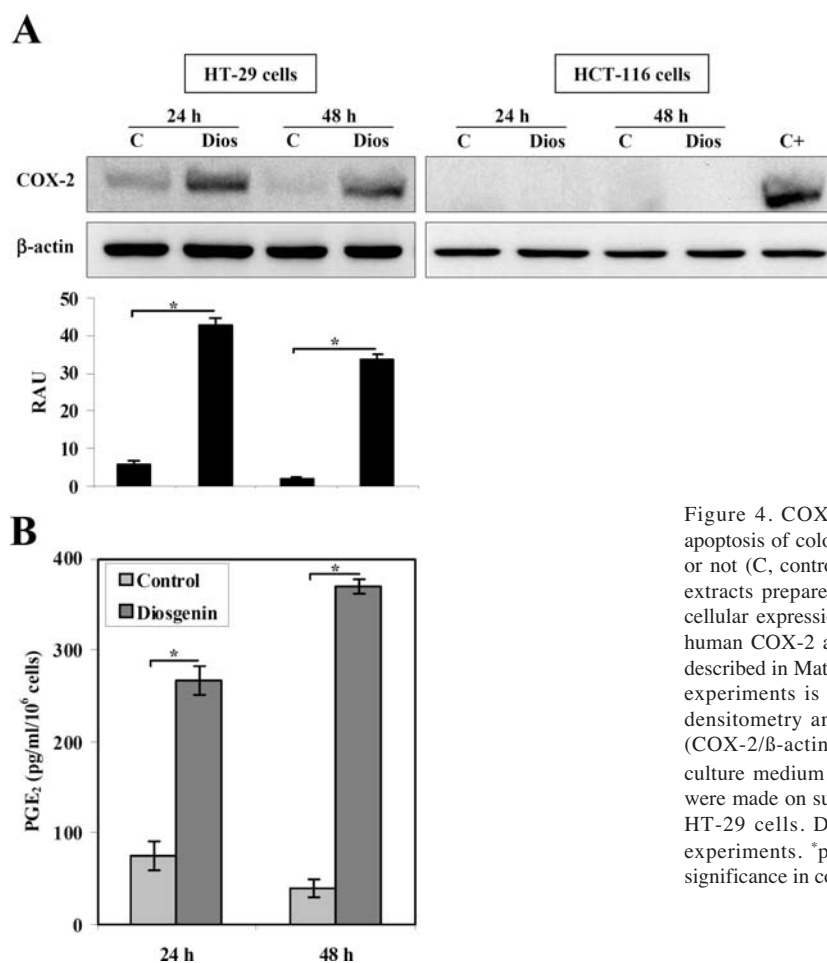 A
HT-29 cells
HCT-116 cells
24 h 48 h 24 h 48 h
C Dios C Dios C Dios C Dios C+
COX-2
β-actin
50
40
30
20
10
0
RAU
* *
B
400
300
200
100
0
PGE₂ (pg/ml/10⁶ cells)
Control
Diosgenin
* *
24 h 48 h
Figure 4. COX
apoptosis of colo
or not (C, contro
extracts prepare
cellular expressio
human COX-2 a
described in Mat
experiments is
densitometry an
(COX-2/ß-actin
culture medium
were made on su
HT-29 cells. D
experiments. *p
significance in co